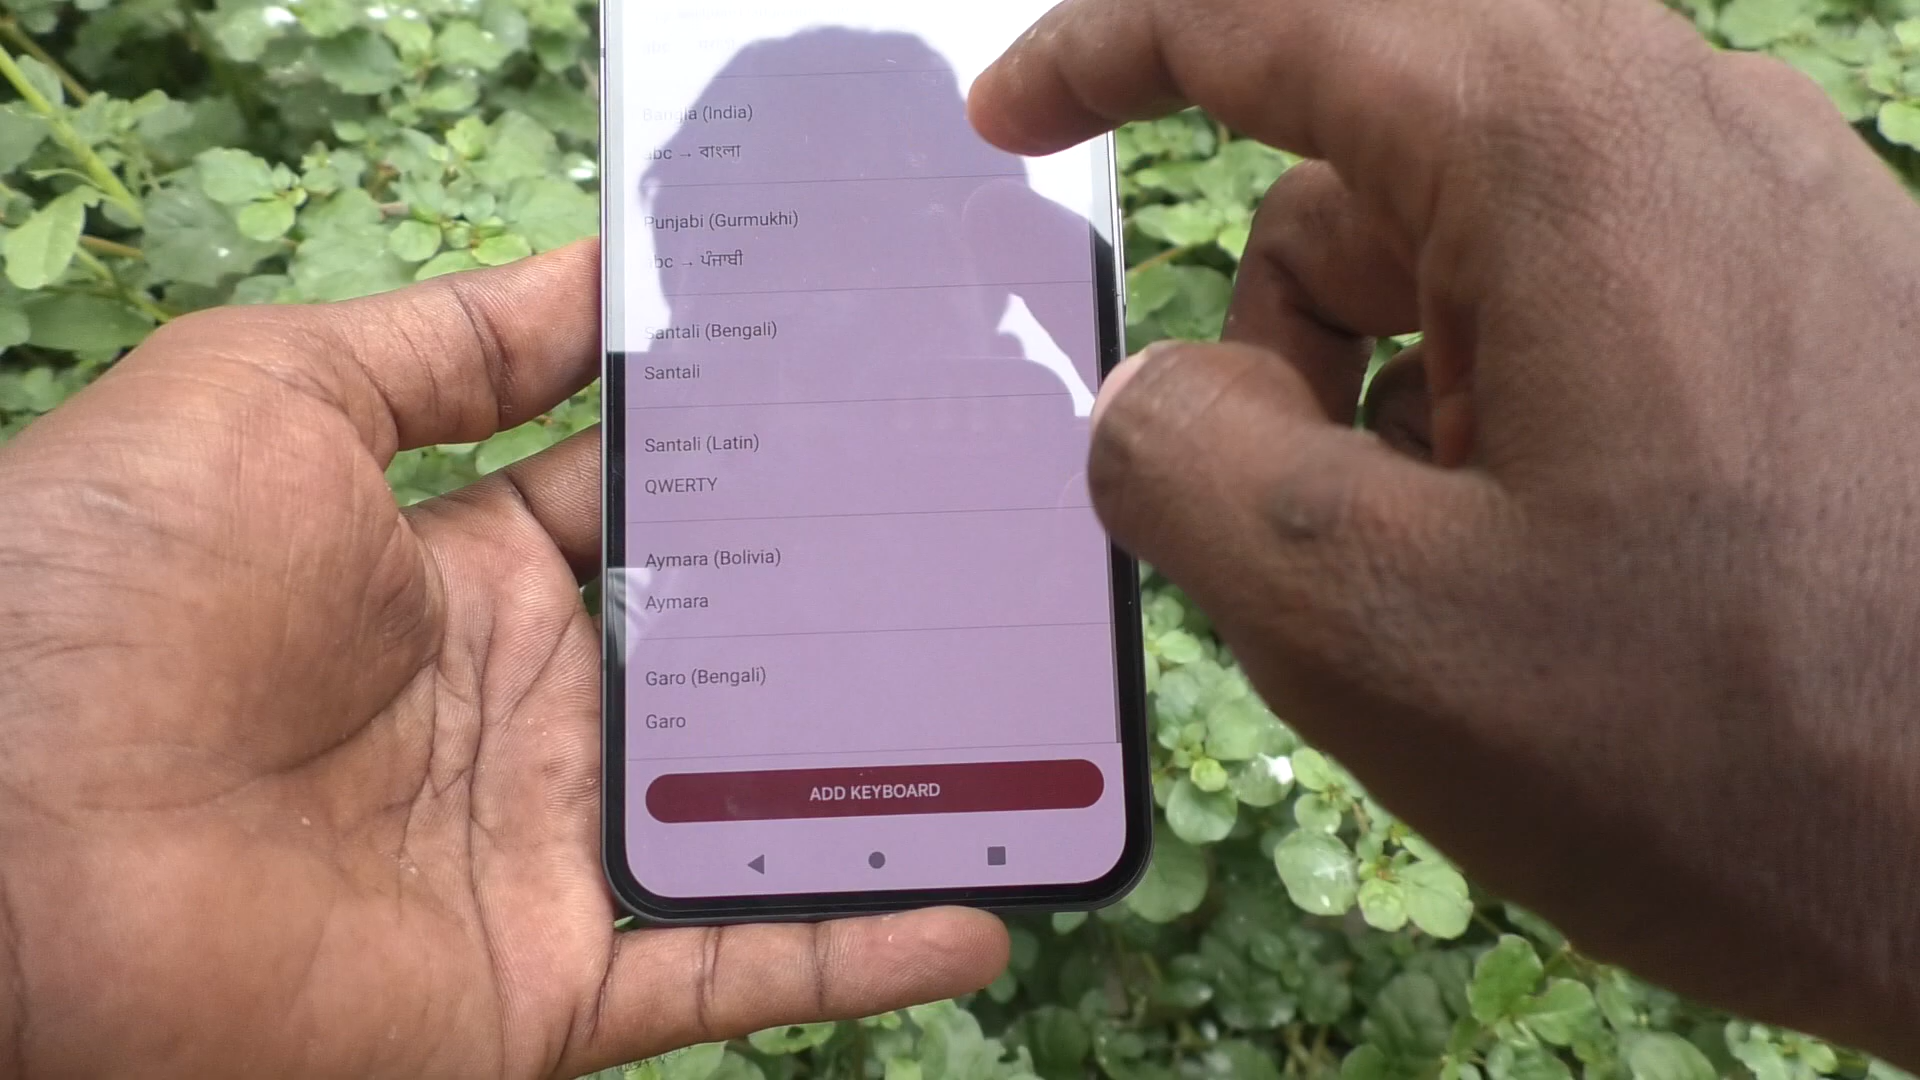 Bangla (India)
abc → বাংলা
Punjabi (Gurmukhi)
abc → ਪੰਜਾਬੀ
Santali (Bengali)
Santali
Santali (Latin)
QWERTY
Aymara (Bolivia)
Aymara
Garo (Bengali)
Garo
ADD KEYBOARD